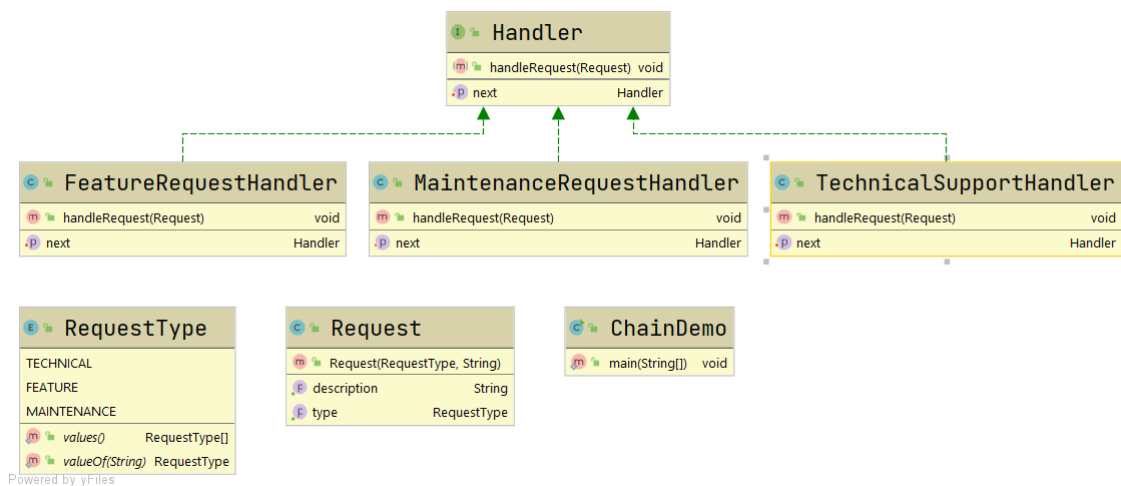 Handler
handleRequest(Request) void
next Handler
FeatureRequestHandler
handleRequest(Request) void
next Handler
MaintenanceRequestHandler
handleRequest(Request) void
next Handler
TechnicalSupportHandler
handleRequest(Request) void
next Handler
RequestType
TECHNICAL
FEATURE
MAINTENANCE
values() RequestType[]
valueOf(String) RequestType
Request
Request(RequestType, String)
description String
type RequestType
ChainDemo
main(String[]) void
Powered by yFiles